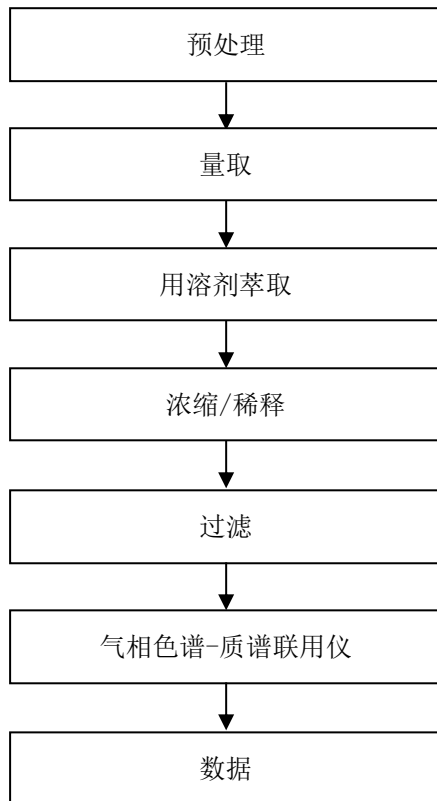 预处理
量取
用溶剂萃取
浓缩/稀释
过滤
气相色谱-质谱联用仪
数据